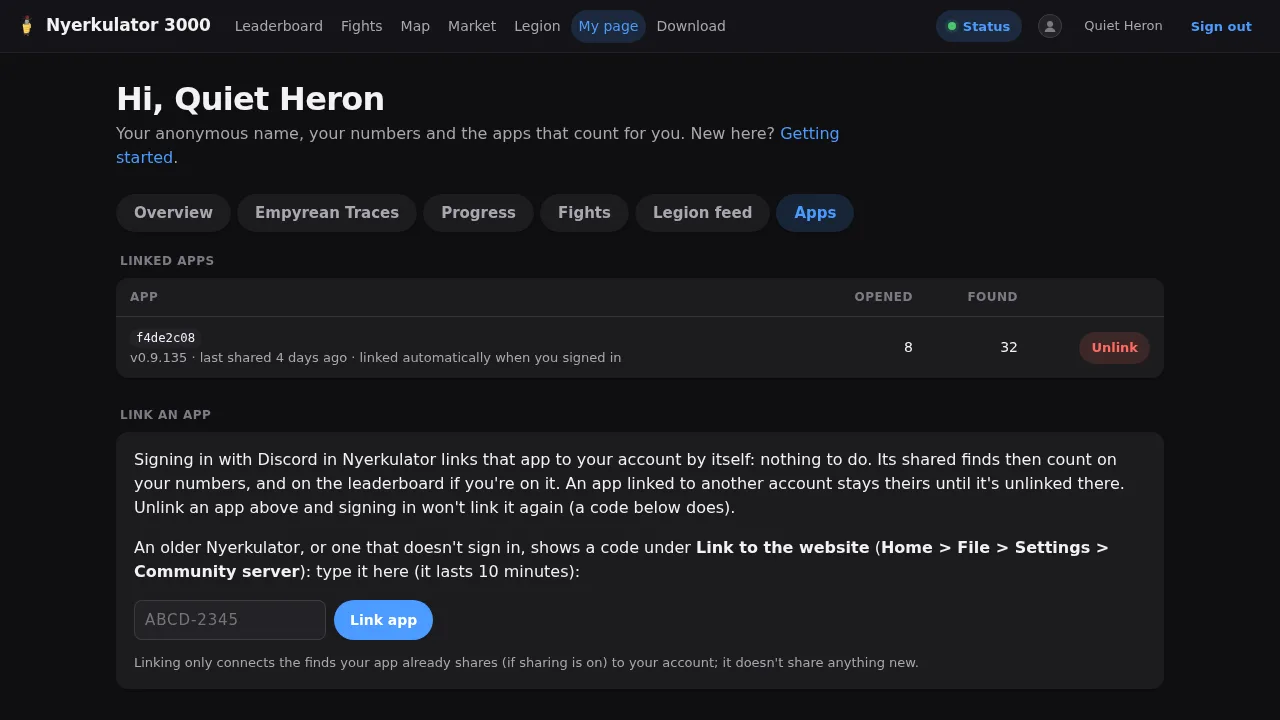 Nyerkulator 3000 Leaderboard Fights Map Market Legion My page Download Status Quiet Heron Sign out
Hi, Quiet Heron
Your anonymous name, your numbers and the apps that count for you. New here? Getting
started.
Overview Empyrean Traces Progress Fights Legion feed Apps
LINKED APPS
APP OPENED FOUND
f4de2c08
v0.9.135 · last shared 4 days ago · linked automatically when you signed in
8 32 Unlink
LINK AN APP
Signing in with Discord in Nyerkulator links that app to your account by itself: nothing to do. Its shared finds then count on
your numbers, and on the leaderboard if you're on it. An app linked to another account stays theirs until it's unlinked there.
Unlink an app above and signing in won't link it again (a code below does).
An older Nyerkulator, or one that doesn't sign in, shows a code under Link to the website (Home > File > Settings >
Community server): type it here (it lasts 10 minutes):
ABCD-2345 Link app
Linking only connects the finds your app already shares (if sharing is on) to your account; it doesn't share anything new.